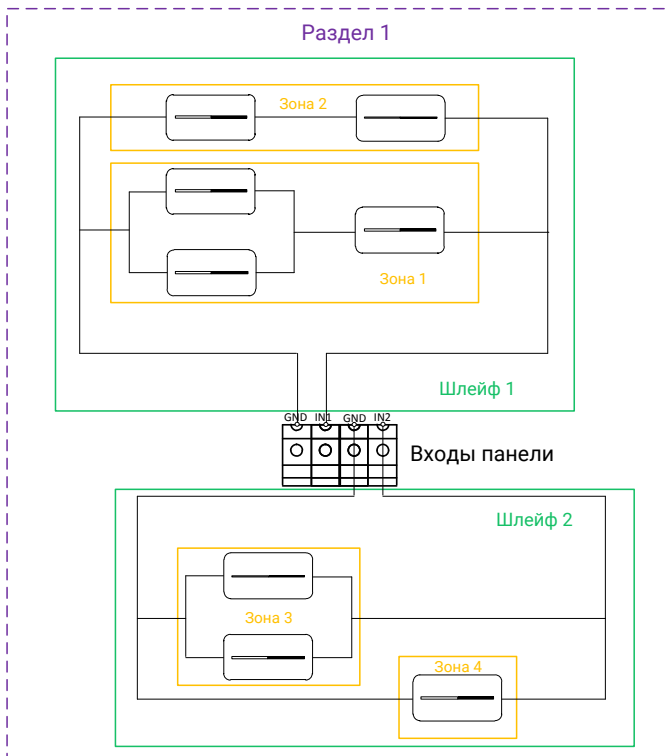 Раздел 1
Зона 2
Зона 1
Шлейф 1
GND IN1 GND IN2
Входы панели
Шлейф 2
Зона 3
Зона 4